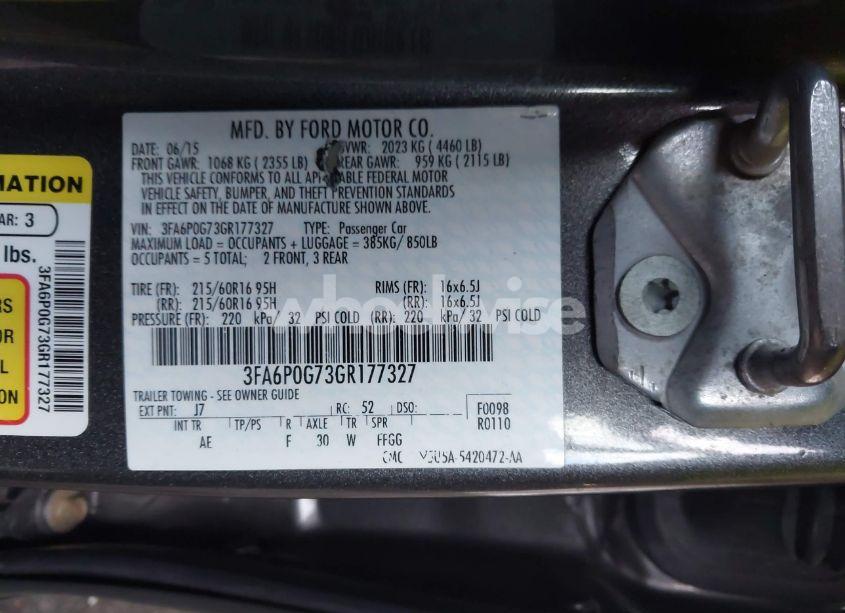 MFD. BY FORD MOTOR CO.
DATE: 06/15 GVWR: 2023 KG ( 4460 LB)
FRONT GAWR: 1068 KG ( 2355 LB) REAR GAWR: 959 KG ( 2115 LB)
THIS VEHICLE CONFORMS TO ALL APPLICABLE FEDERAL MOTOR
VEHICLE SAFETY, BUMPER, AND THEFT PREVENTION STANDARDS
IN EFFECT ON THE DATE OF MANUFACTURE SHOWN ABOVE.
VIN: 3FA6P0G73GR177327 TYPE: Passenger Car
MAXIMUM LOAD = OCCUPANTS + LUGGAGE = 385KG/ 850LB
OCCUPANTS = 5 TOTAL; 2 FRONT, 3 REAR
TIRE (FR): 215/60R16 95H RIMS (FR): 16x6.5J
(RR): 215/60R16 95H (RR): 16x6.5J
PRESSURE (FR): 220 kPa/ 32 PSI COLD (RR): 220 kPa/ 32 PSI COLD
3FA6P0G73GR177327
TRAILER TOWING - SEE OWNER GUIDE
EXT PNT: J7 RC: 52 DSO: F0098
INT TR TP/PS R AXLE TR SPR R0110
AE F 30 W FFGG
5420472-AA
MATION
AR: 3
lbs.
RS
OR
L
ION
3FA6P0G73GR177327
wheelwise